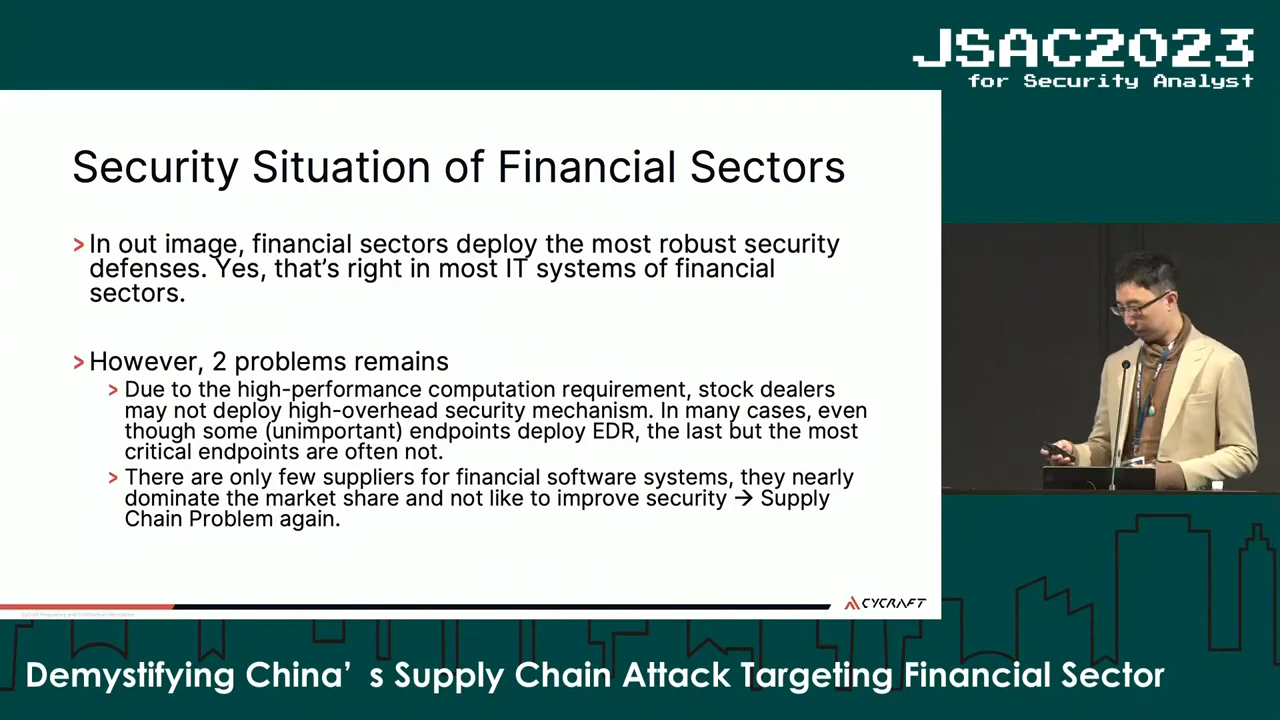 JSAC2023
for Security Analyst
Security Situation of Financial Sectors
> In out image, financial sectors deploy the most robust security
defenses. Yes, that's right in most IT systems of financial
sectors.
> However, 2 problems remains
> Due to the high-performance computation requirement, stock dealers
may not deploy high-overhead security mechanism. In many cases, even
though some (unimportant) endpoints deploy EDR, the last but the most
critical endpoints are often not.
> There are only few suppliers for financial software systems, they nearly
dominate the market share and not like to improve security → Supply
Chain Problem again.
CyCraft Proprietary and Confidential Information
CYCRAFT
Demystifying China’ s Supply Chain Attack Targeting Financial Sector